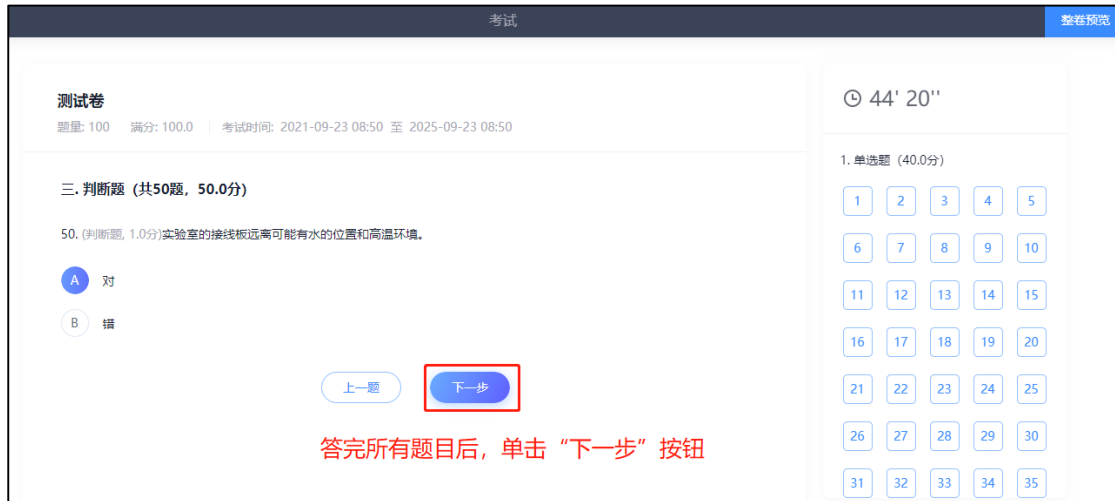 考试
整卷预览
测试卷
题量: 100 满分: 100.0 考试时间: 2021-09-23 08:50 至 2025-09-23 08:50
三. 判断题（共50题，50.0分）
50. (判断题, 1.0分)实验室的接线板远离可能有水的位置和高温环境。
A 对
B 错
上一题 下一步
答完所有题目后，单击“下一步”按钮
44' 20''
1. 单选题（40.0分）
1 2 3 4 5
6 7 8 9 10
11 12 13 14 15
16 17 18 19 20
21 22 23 24 25
26 27 28 29 30
31 32 33 34 35